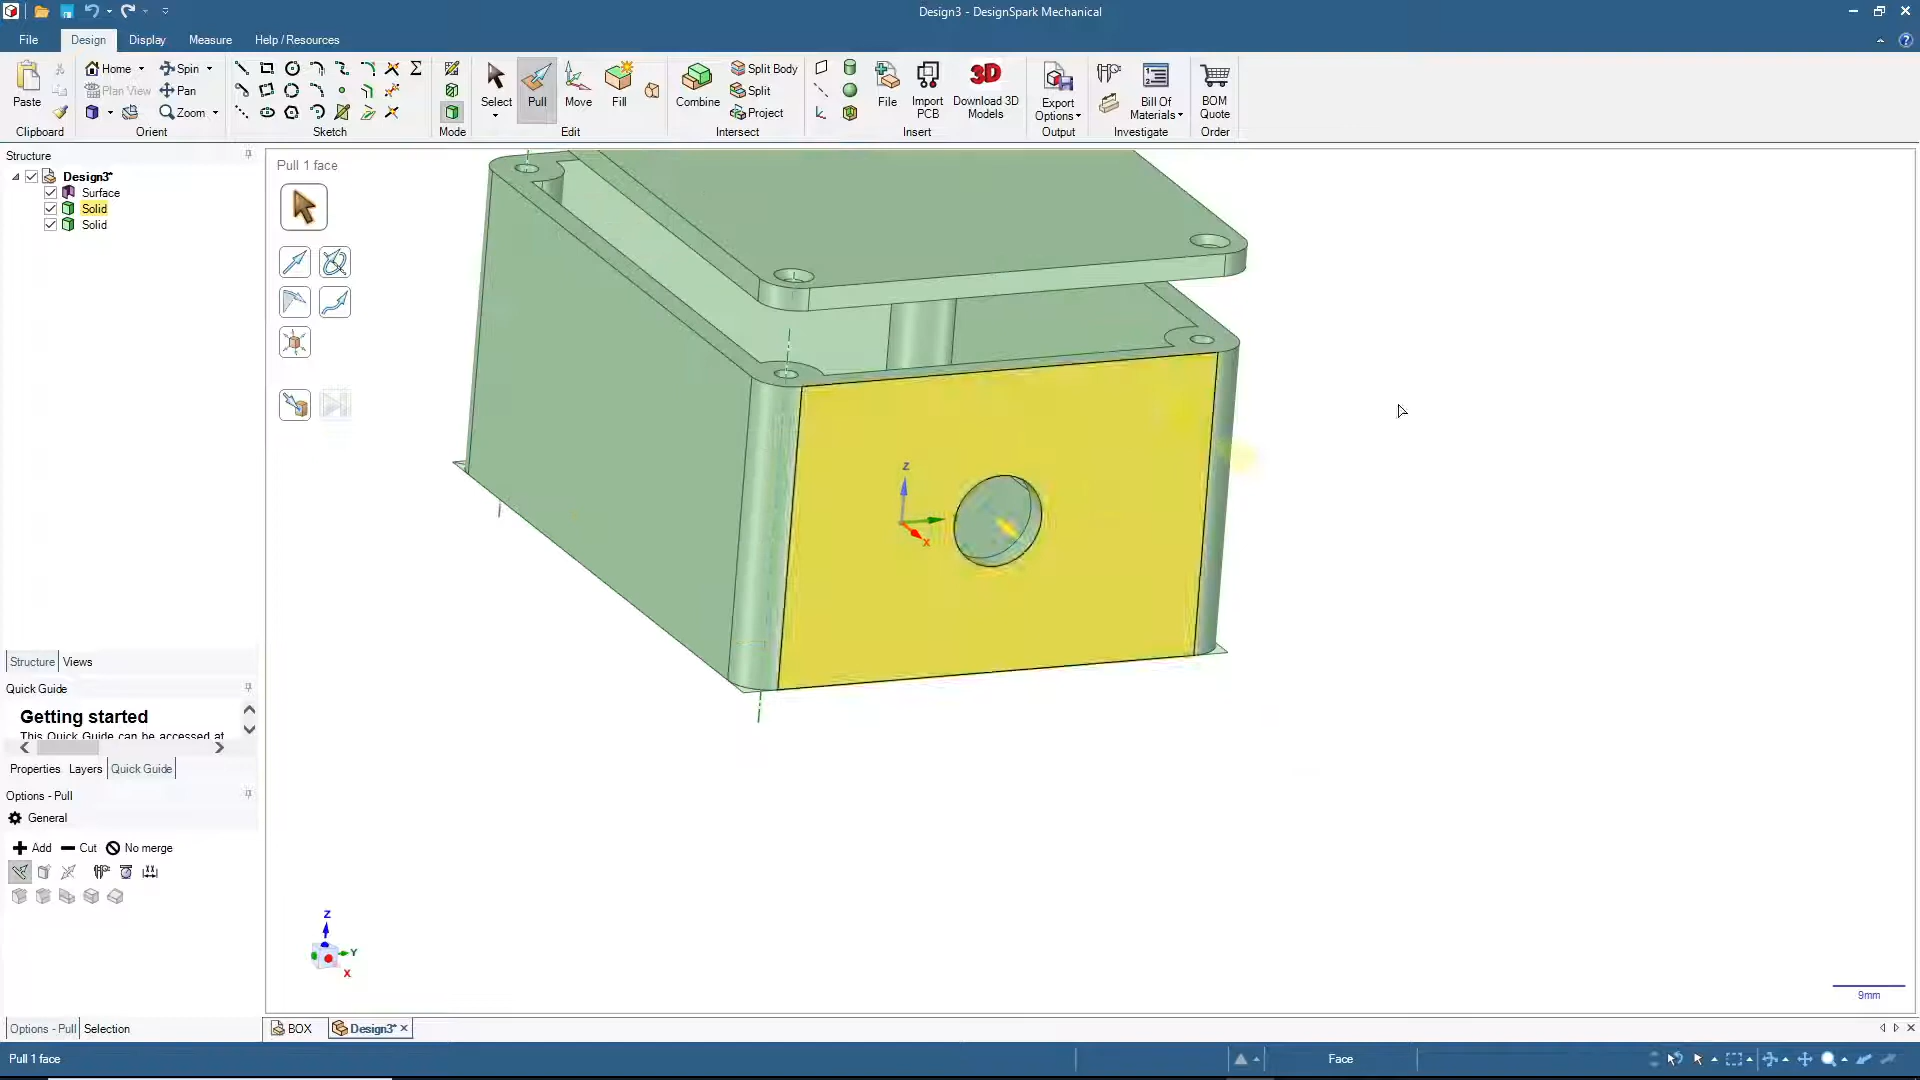 Design3 - DesignSpark Mechanical
File Design Display Measure Help / Resources
Paste
Clipboard
Home Spin
Plan View Pan
Zoom
Orient
Sketch
Mode
Select Pull Move Fill
Edit
Combine
Split Body
Split
Project
Intersect
File Import PCB Download 3D Models
3D
Insert
Export Options
Output
Bill Of Materials
Investigate
BOM Quote
Order
Structure
Design3*
Surface
Solid
Solid
Pull 1 face
Z
X
Structure Views
Quick Guide
Getting started
This Quick Guide can be accessed at
Properties Layers Quick Guide
Options - Pull
General
Add Cut No merge
Z
Y
X
9mm
Options - Pull Selection
BOX Design3*
Pull 1 face
Face